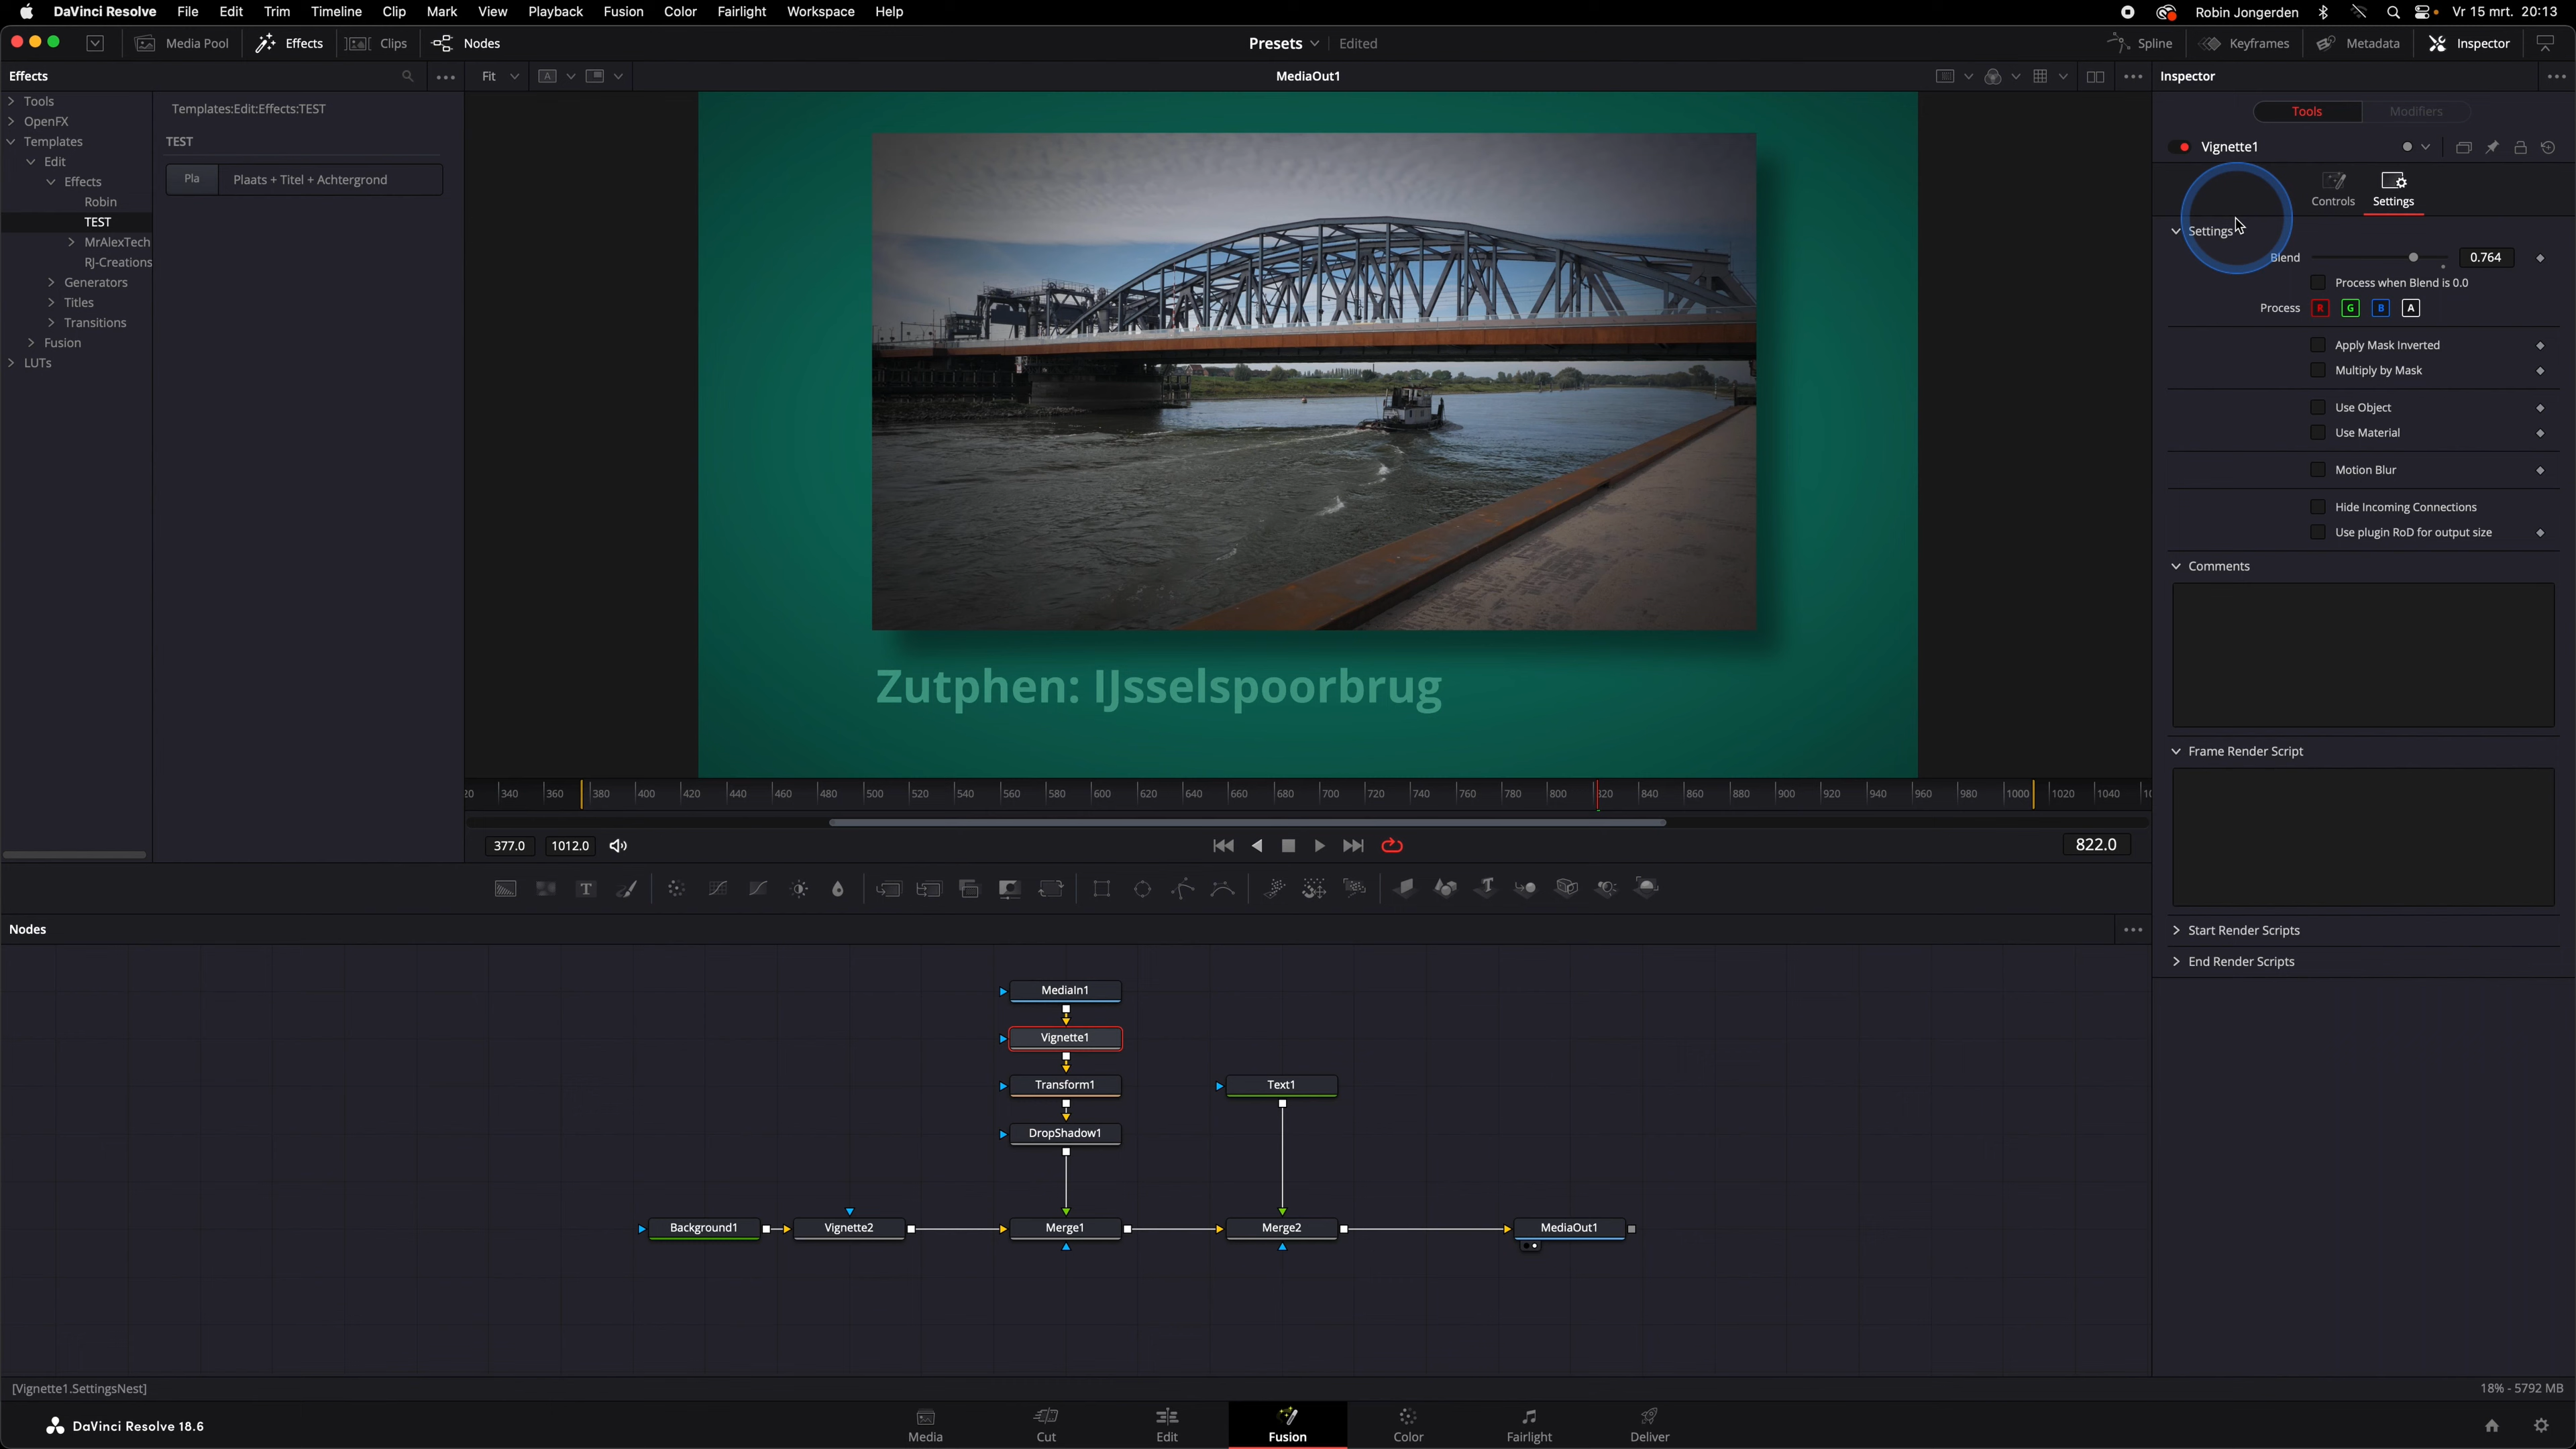 DaVinci Resolve File Edit Trim Timeline Clip Mark View Playback Fusion Color Fairlight Workspace Help
Robin Jongerden Vr 15 mrt. 20:13
Media Pool Effects Clips Nodes
Presets Edited
Spline Keyframes Metadata Inspector
Effects
Fit A
MediaOut1
Inspector
Tools
OpenFX
Templates
Edit
Effects
Robin
TEST
MrAlexTech
RJ-Creations
Generators
Titles
Transitions
Fusion
LUTs
Templates:Edit:Effects:TEST
TEST
Pla Plaats + Titel + Achtergrond
Zutphen: IJsselspoorbrug
20 340 360 380 400 420 440 460 480 500 520 540 560 580 600 620 640 660 680 700 720 740 760 780 800 820 840 860 880 900 920 940 960 980 1000 1020 1040 10
377.0 1012.0
822.0
Tools Modifiers
Vignette1
Controls Settings
Settings
Blend 0.764
Process when Blend is 0.0
Process R G B A
Apply Mask Inverted
Multiply by Mask
Use Object
Use Material
Motion Blur
Hide Incoming Connections
Use plugin RoD for output size
Comments
Frame Render Script
Start Render Scripts
End Render Scripts
Nodes
MediaIn1
Vignette1
Transform1
Text1
DropShadow1
Background1 Vignette2 Merge1 Merge2 MediaOut1
[Vignette1.SettingsNest]
18% - 5792 MB
DaVinci Resolve 18.6
Media Cut Edit Fusion Color Fairlight Deliver